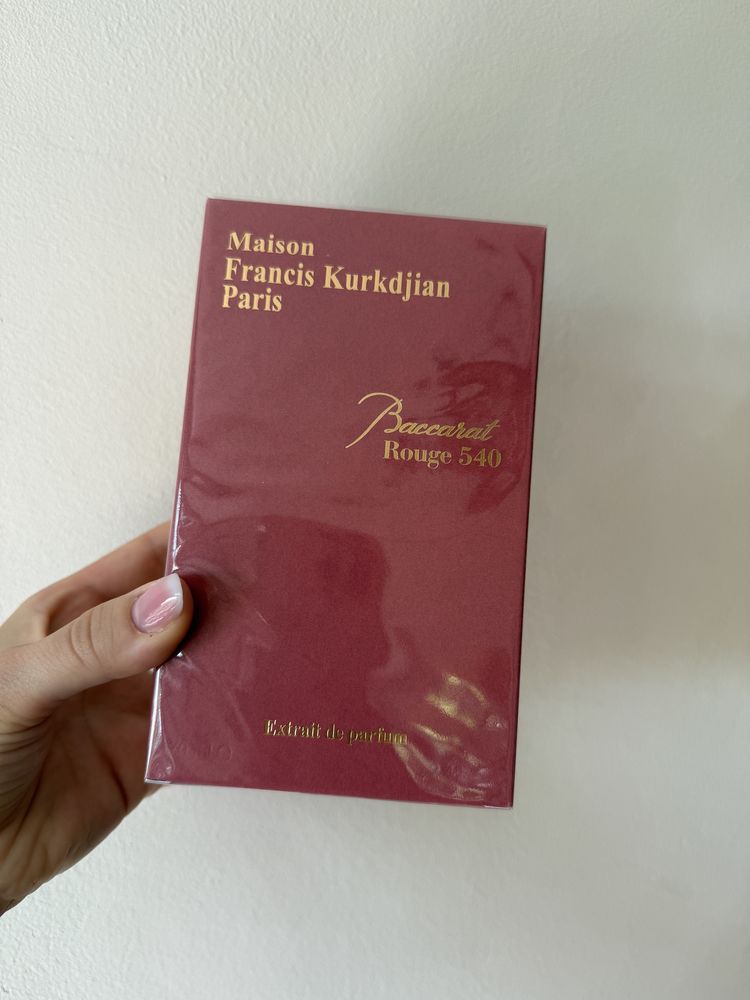 Maison
Francis Kurkdjian
Paris
Baccarat
Rouge 540
Extrait de parfum